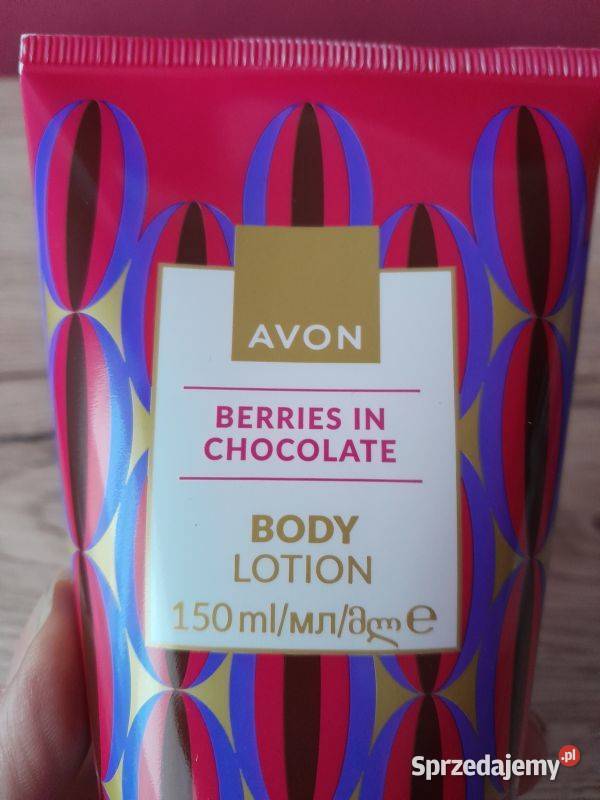 AVON
BERRIES IN
CHOCOLATE
BODY
LOTION
150 ml/мл/მლ ℮
Sprzedajemy.pl